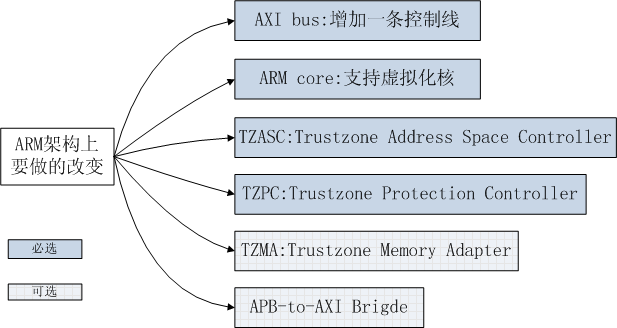 AXI bus:增加一条控制线
ARM core:支持虚拟化核
TZASC:Trustzone Address Space Controller
ARM架构上
要做的改变
TZPC:Trustzone Protection Controller
TZMA:Trustzone Memory Adapter
必选
可选
APB-to-AXI Brigde